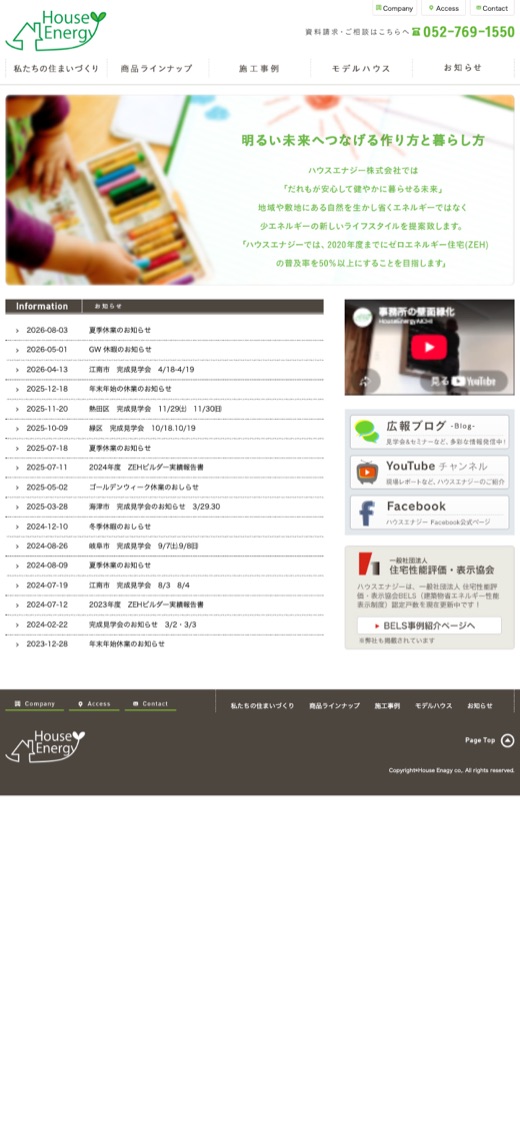 House
Energy
Company
Access
Contact
資料請求・ご相談はこちらへ 052-769-1550
私たちの住まいづくり
商品ラインナップ
施工事例
モデルハウス
お知らせ
明るい未来へつなげる作り方と暮らし方
ハウスエナジー株式会社では
「だれもが安心して健やかに暮らせる未来」
地域や敷地にある自然を生かし省くエネルギーではなく
少エネルギーの新しいライフスタイルを提案致します。
「ハウスエナジーでは、2020年度までにゼロエネルギー住宅(ZEH)
の普及率を50%以上にすることを目指します」
Information お知らせ
2026-08-03 夏季休業のお知らせ
2026-05-01 GW 休暇のお知らせ
2026-04-13 江南市 完成見学会 4/18-4/19
2025-12-18 年末年始の休業のお知らせ
2025-11-20 熱田区 完成見学会 11/29㈯ 11/30㈰
2025-10-09 緑区 完成見学会 10/18.10/19
2025-07-18 夏季休業のお知らせ
2025-07-11 2024年度 ZEHビルダー実績報告書
2025-05-02 ゴールデンウィーク休業のお知らせ
2025-03-28 海津市 完成見学会のお知らせ 3/29.30
2024-12-10 冬季休暇のおしらせ
2024-08-26 岐阜市 完成見学会 9/7㈯.9/8㈰
2024-08-09 夏季休業のお知らせ
2024-07-19 江南市 完成見学会 8/3 8/4
2024-07-12 2023年度 ZEHビルダー実績報告書
2024-02-22 完成見学会のお知らせ 3/2・3/3
2023-12-28 年末年始休業のお知らせ
事務所の壁面緑化
見る YouTube
広報ブログ -Blog-
見学会&セミナーなど、多彩な情報発信中!
YouTube チャンネル
現場レポートなど、ハウスエナジーのご紹介
Facebook
ハウスエナジー Facebook公式ページ
一般社団法人
住宅性能評価・表示協会
ハウスエナジーは、一般社団法人 住宅性能評
価・表示協会BELS（建築物省エネルギー性能
表示制度）認定戸数を現在更新中です！
BELS事例紹介ページへ
※弊社も掲載されています
Company
Access
Contact
私たちの住まいづくり
商品ラインナップ
施工事例
モデルハウス
お知らせ
House
Energy
Page Top
Copyright©House Enagy co,. All rights reserved.